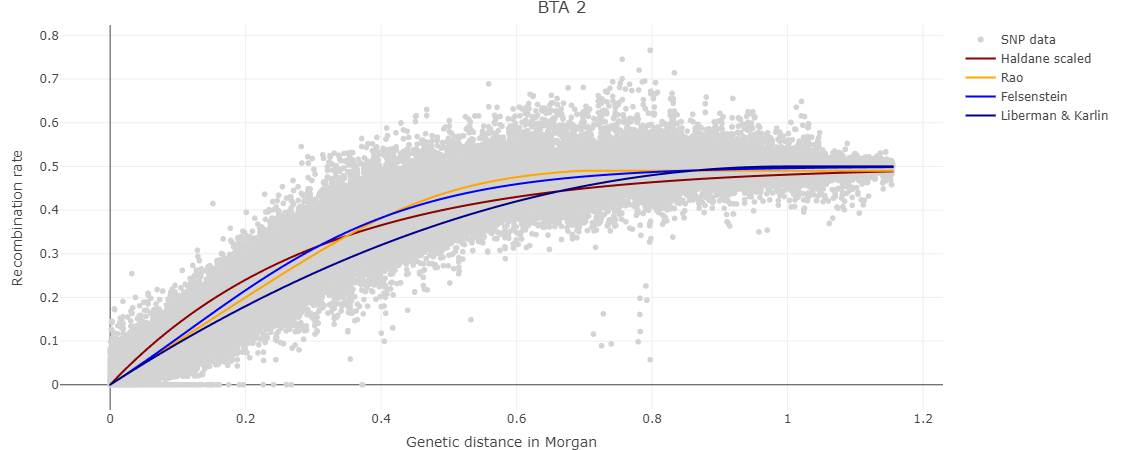 BTA 2
Recombination rate
0.8
0.7
0.6
0.5
0.4
0.3
0.2
0.1
0
0
0.2
0.4
0.6
0.8
1
1.2
Genetic distance in Morgan
SNP data
Haldane scaled
Rao
Felsenstein
Liberman & Karlin